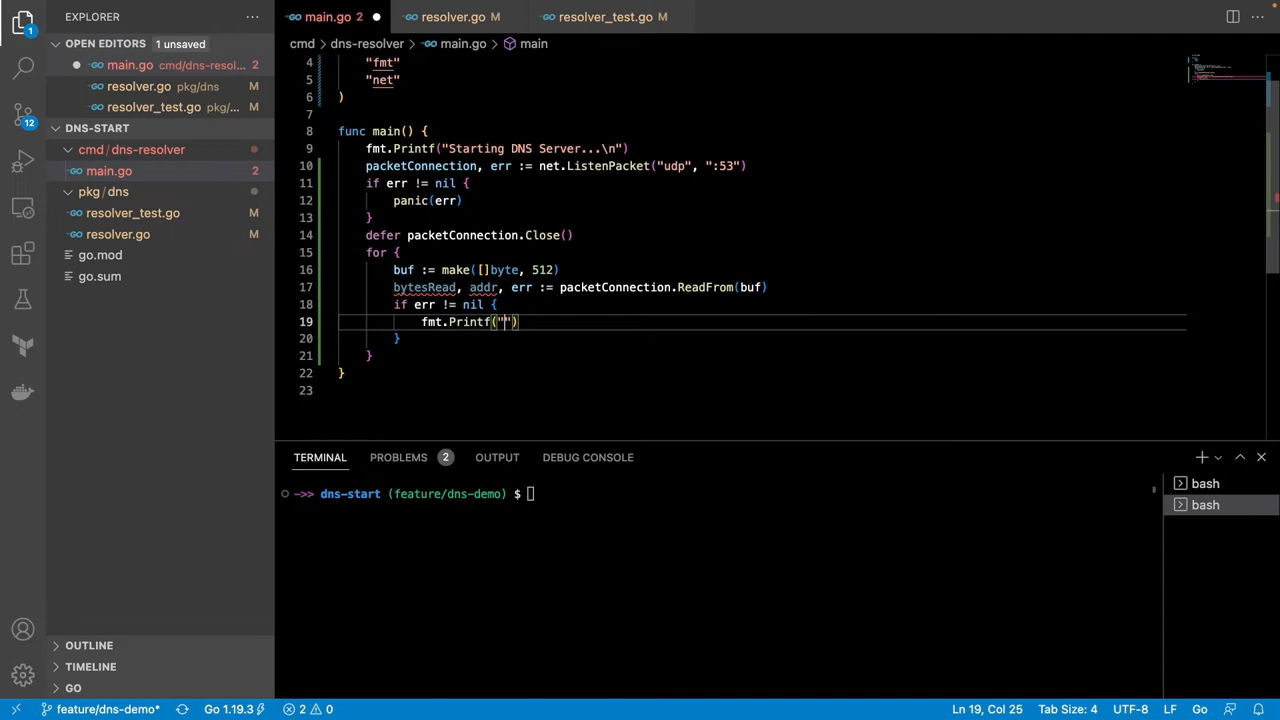 EXPLORER
main.go 2
resolver.go M
resolver_test.go M
OPEN EDITORS 1 unsaved
cmd > dns-resolver > main.go > main
main.go cmd/dns-resol... 2
resolver.go pkg/dns M
resolver_test.go pkg/... M
DNS-START
cmd / dns-resolver
main.go 2
pkg / dns
resolver_test.go M
resolver.go M
go.mod
go.sum
1
12
4 "fmt"
5 "net"
6 )
7
8 func main() {
9 fmt.Printf("Starting DNS Server...\n")
10 packetConnection, err := net.ListenPacket("udp", ":53")
11 if err != nil {
12 panic(err)
13 }
14 defer packetConnection.Close()
15 for {
16 buf := make([]byte, 512)
17 bytesRead, addr, err := packetConnection.ReadFrom(buf)
18 if err != nil {
19 fmt.Printf("")
20 }
21 }
22 }
23
TERMINAL PROBLEMS 2 OUTPUT DEBUG CONSOLE
->> dns-start (feature/dns-demo) $
bash
bash
OUTLINE
TIMELINE
GO
feature/dns-demo* Go 1.19.3 2 0 Ln 19, Col 25 Tab Size: 4 UTF-8 LF Go